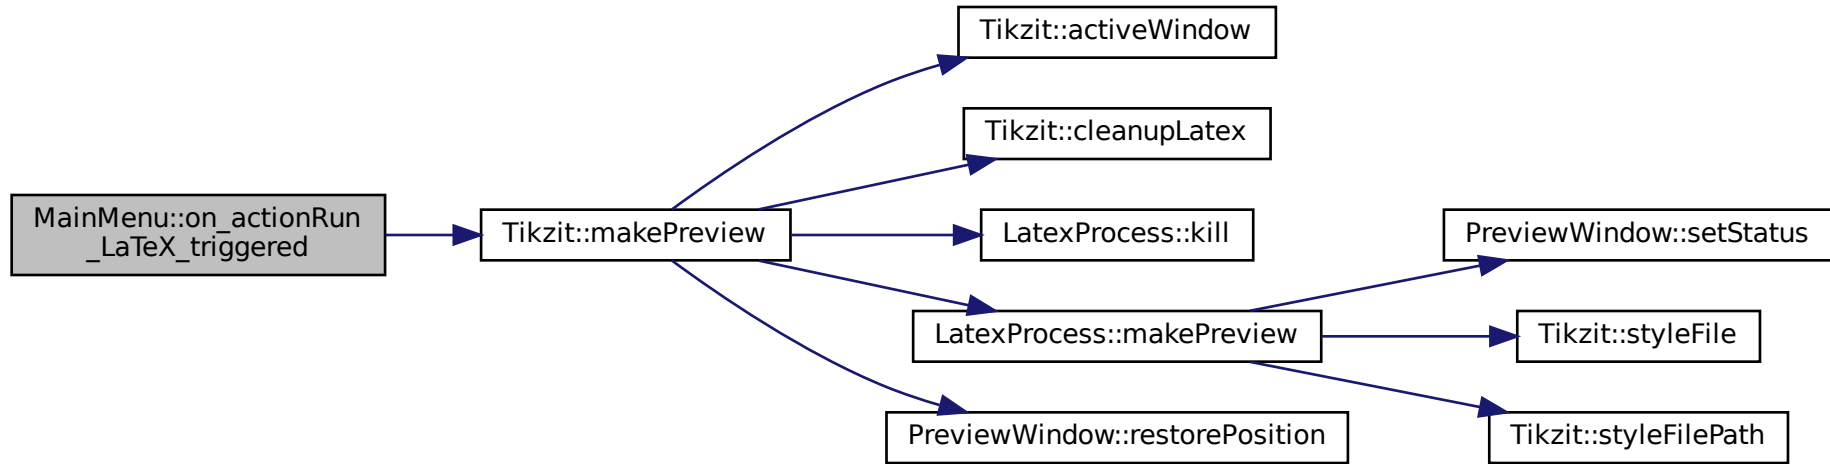 MainMenu::on_actionRun
_LaTeX_triggered
Tikzit::makePreview
Tikzit::activeWindow
Tikzit::cleanupLatex
LatexProcess::kill
LatexProcess::makePreview
PreviewWindow::restorePosition
PreviewWindow::setStatus
Tikzit::styleFile
Tikzit::styleFilePath